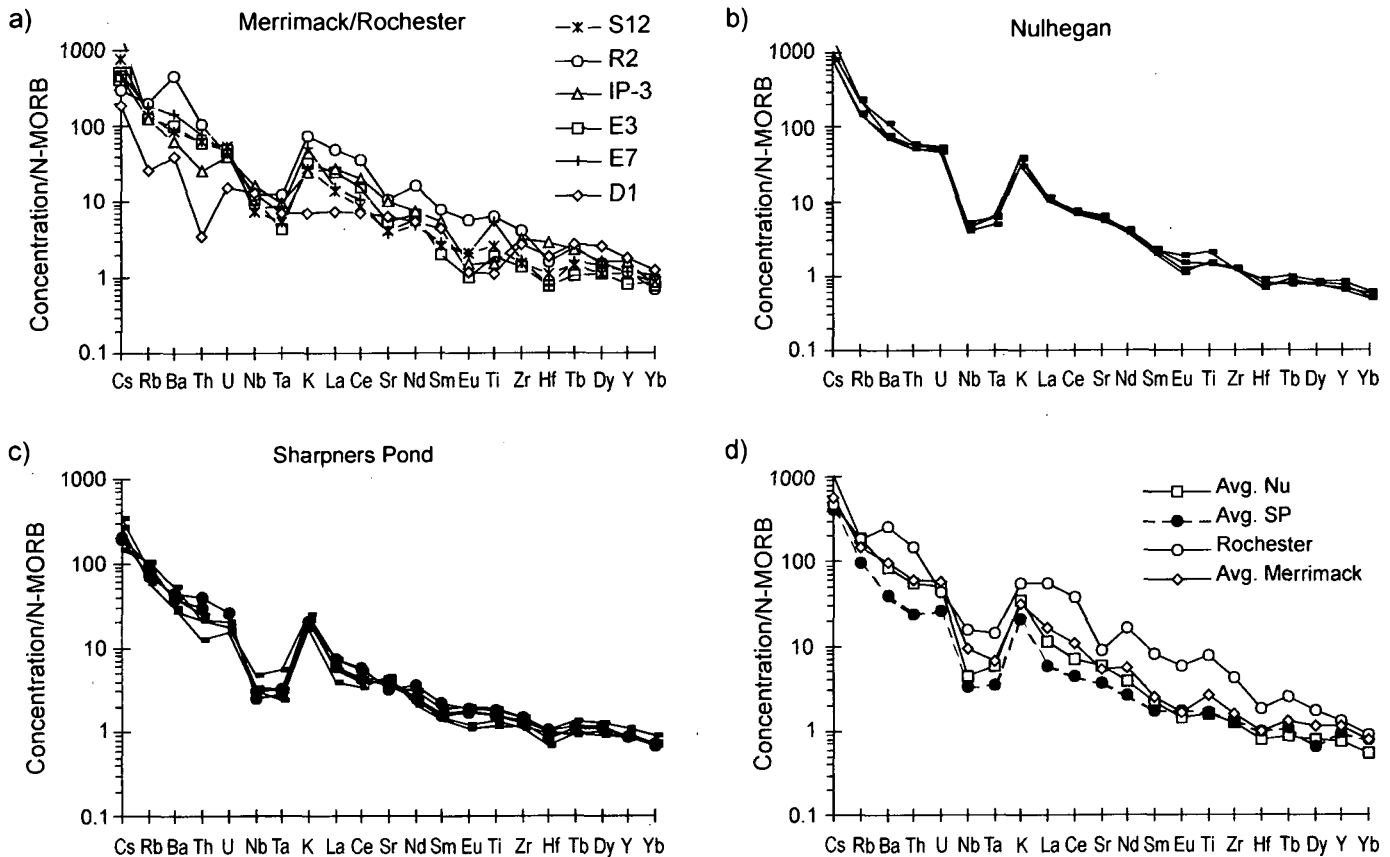 a)
Merrimack/Rochester
S12
R2
IP-3
E3
E7
D1
Concentration/N-MORB
1000
100
10
1
0.1
Cs Rb Ba Th U Nb Ta K La Ce Sr Nd Sm Eu Ti Zr Hf Tb Dy Y Yb
b)
Nulhegan
Concentration/N-MORB
1000
100
10
1
0.1
Cs Rb Ba Th U Nb Ta K La Ce Sr Nd Sm Eu Ti Zr Hf Tb Dy Y Yb
c)
Sharpners Pond
Concentration/N-MORB
1000
100
10
1
0.1
Cs Rb Ba Th U Nb Ta K La Ce Sr Nd Sm Eu Ti Zr Hf Tb Dy Y Yb
d)
Avg. Nu
Avg. SP
Rochester
Avg. Merrimack
Concentration/N-MORB
1000
100
10
1
0.1
Cs Rb Ba Th U Nb Ta K La Ce Sr Nd Sm Eu Ti Zr Hf Tb Dy Y Yb